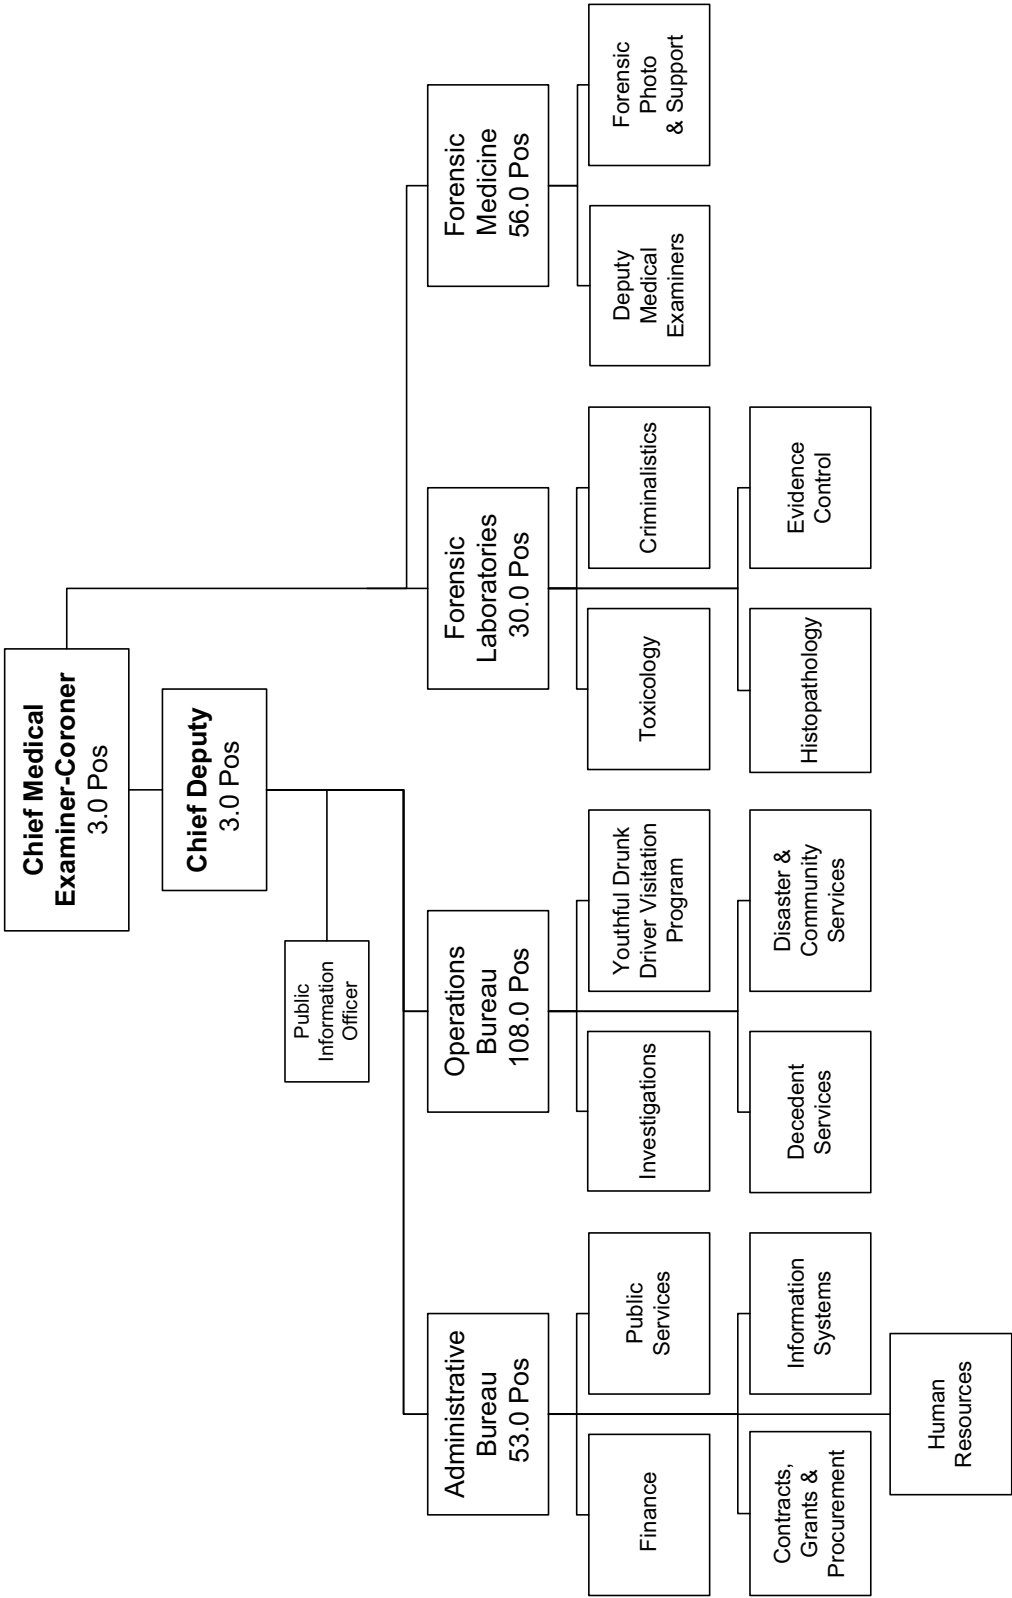 Chief Medical
Examiner-Coroner
3.0 Pos
Chief Deputy
3.0 Pos
Public
Information
Officer
Administrative
Bureau
53.0 Pos
Operations
Bureau
108.0 Pos
Forensic
Laboratories
30.0 Pos
Forensic
Medicine
56.0 Pos
Finance
Public
Services
Investigations
Youthful Drunk
Driver Visitation
Program
Toxicology
Criminalistics
Deputy
Medical
Examiners
Forensic
Photo
& Support
Contracts,
Grants &
Procurement
Information
Systems
Decedent
Services
Disaster &
Community
Services
Histopathology
Evidence
Control
Human
Resources